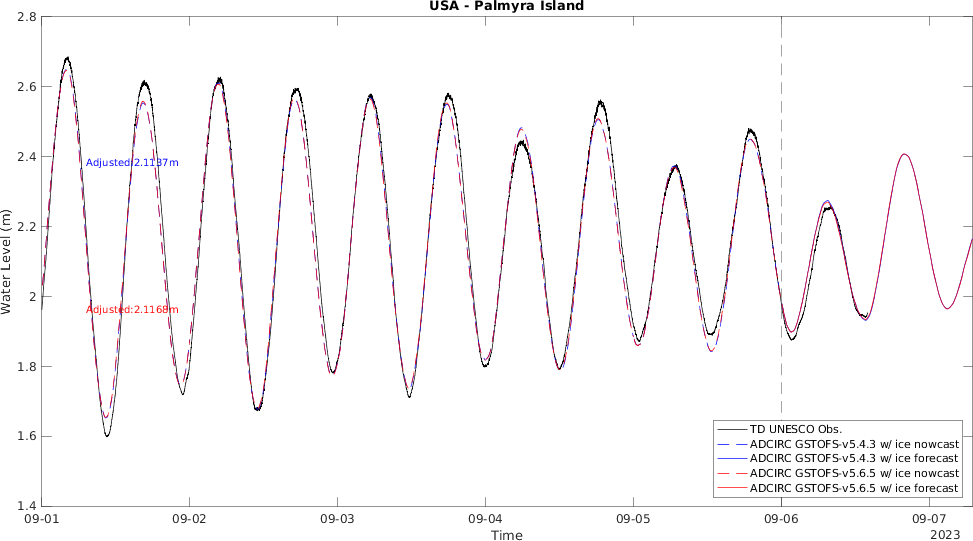 USA - Palmyra Island
2.8
2.6
2.4
2.2
2
1.8
1.6
1.4
Water Level (m)
Adjusted:2.1137m
Adjusted:2.1168m
TD UNESCO Obs.
ADCIRC GSTOFS-v5.4.3 w/ ice nowcast
ADCIRC GSTOFS-v5.4.3 w/ ice forecast
ADCIRC GSTOFS-v5.6.5 w/ ice nowcast
ADCIRC GSTOFS-v5.6.5 w/ ice forecast
09-01 09-02 09-03 09-04 09-05 09-06 09-07
Time
2023